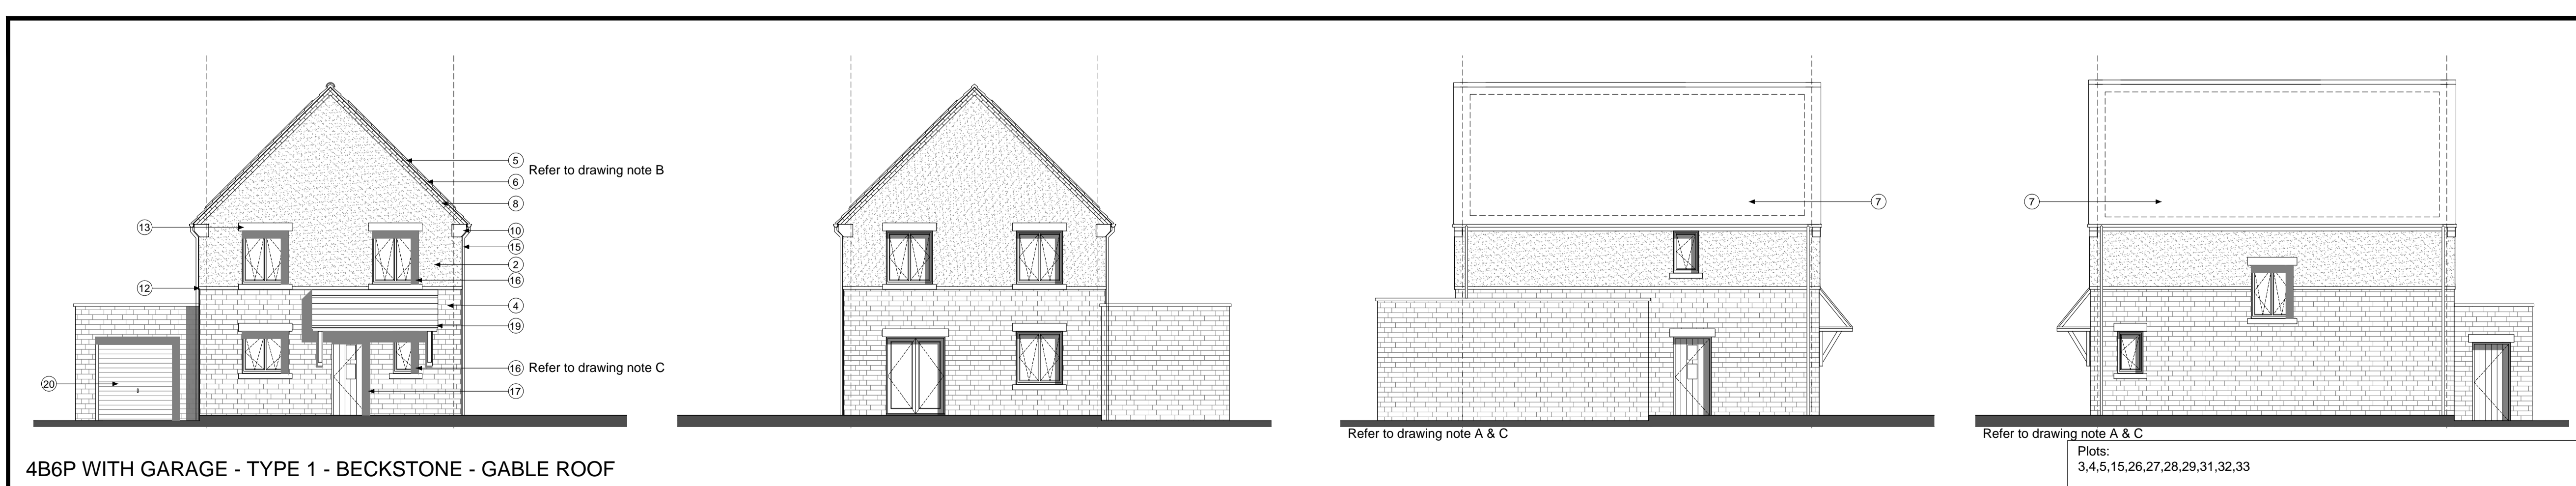 5
Refer to drawing note B
6
8
13
10
15
2
16
12
4
19
16 Refer to drawing note C
20
17
7
7
Refer to drawing note A & C
Refer to drawing note A & C
4B6P WITH GARAGE - TYPE 1 - BECKSTONE - GABLE ROOF
Plots:
3,4,5,15,26,27,28,29,31,32,33